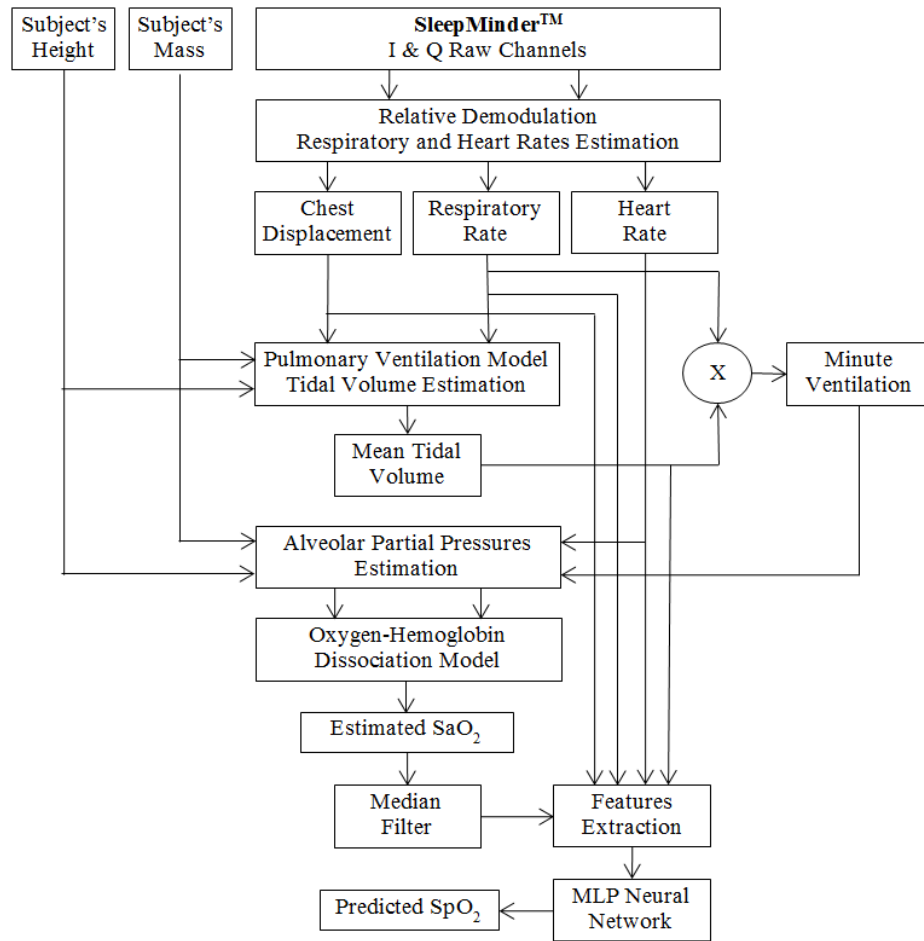 Subject's
Height
Subject's
Mass
SleepMinder™
I & Q Raw Channels
Relative Demodulation
Respiratory and Heart Rates Estimation
Chest
Displacement
Respiratory
Rate
Heart
Rate
Pulmonary Ventilation Model
Tidal Volume Estimation
X
Minute
Ventilation
Mean Tidal
Volume
Alveolar Partial Pressures
Estimation
Oxygen-Hemoglobin
Dissociation Model
Estimated SaO₂
Median
Filter
Features
Extraction
MLP Neural
Network
Predicted SpO₂